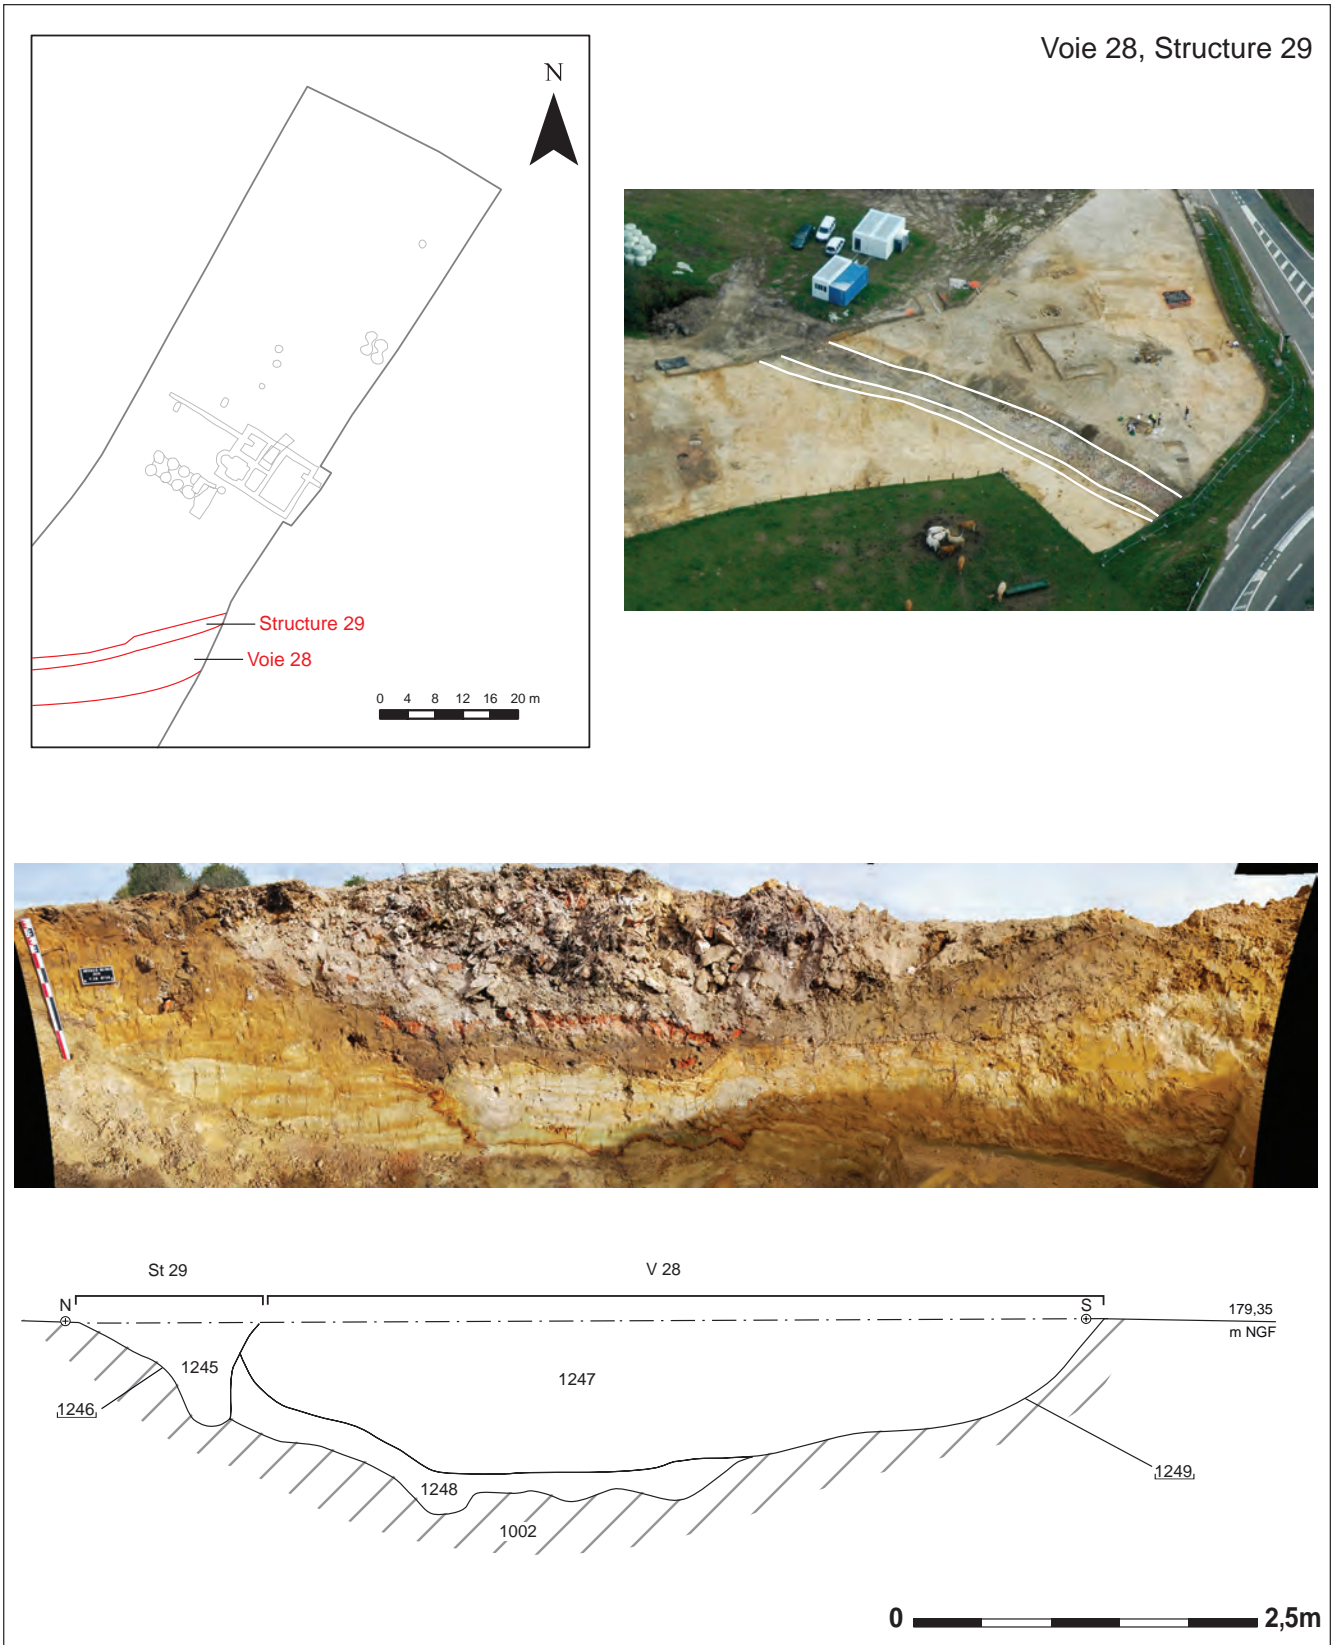 Voie 28, Structure 29
N
Structure 29
Voie 28
0 4 8 12 16 20 m
St 29
V 28
N
S
179,35
m NGF
1245
1247
1246
1249
1248
1002
0 2,5m